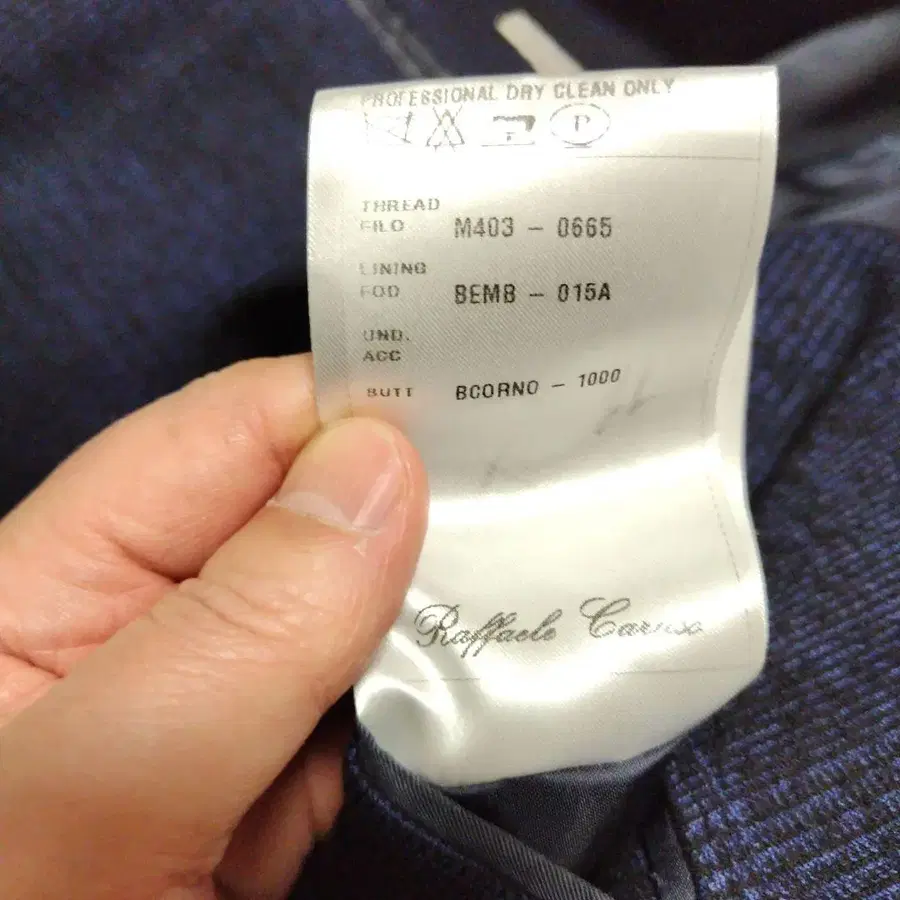 PROFESSIONAL DRY CLEAN ONLY
P
THREAD
FILO M403 - 0665
LINING
FOD BEMB - 015A
UND.
ACC
BUTT BCORNO - 1000
Raffaele Caruso